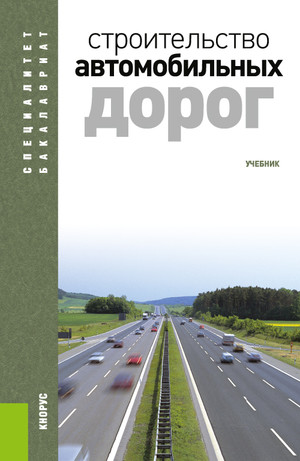 строительство
автомобильных
дорог
учебник
СПЕЦИАЛИТЕТ
БАКАЛАВРИАТ
КНОРУС